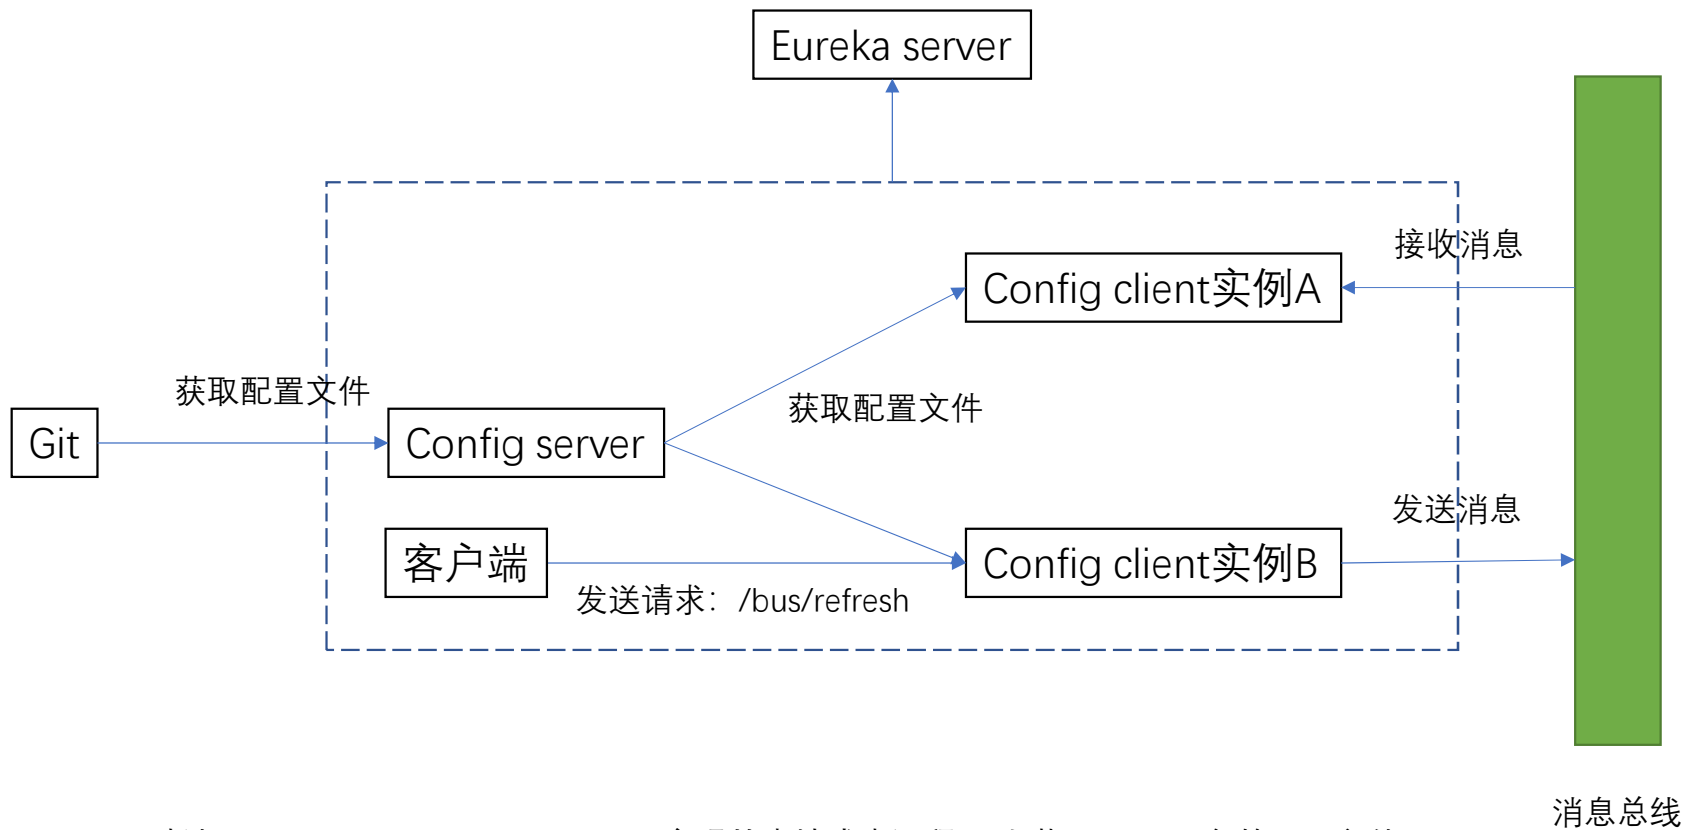 Eureka server
接收消息
Config client实例A
获取配置文件
获取配置文件
Git
Config server
发送消息
客户端
Config client实例B
发送请求：/bus/refresh
消息总线